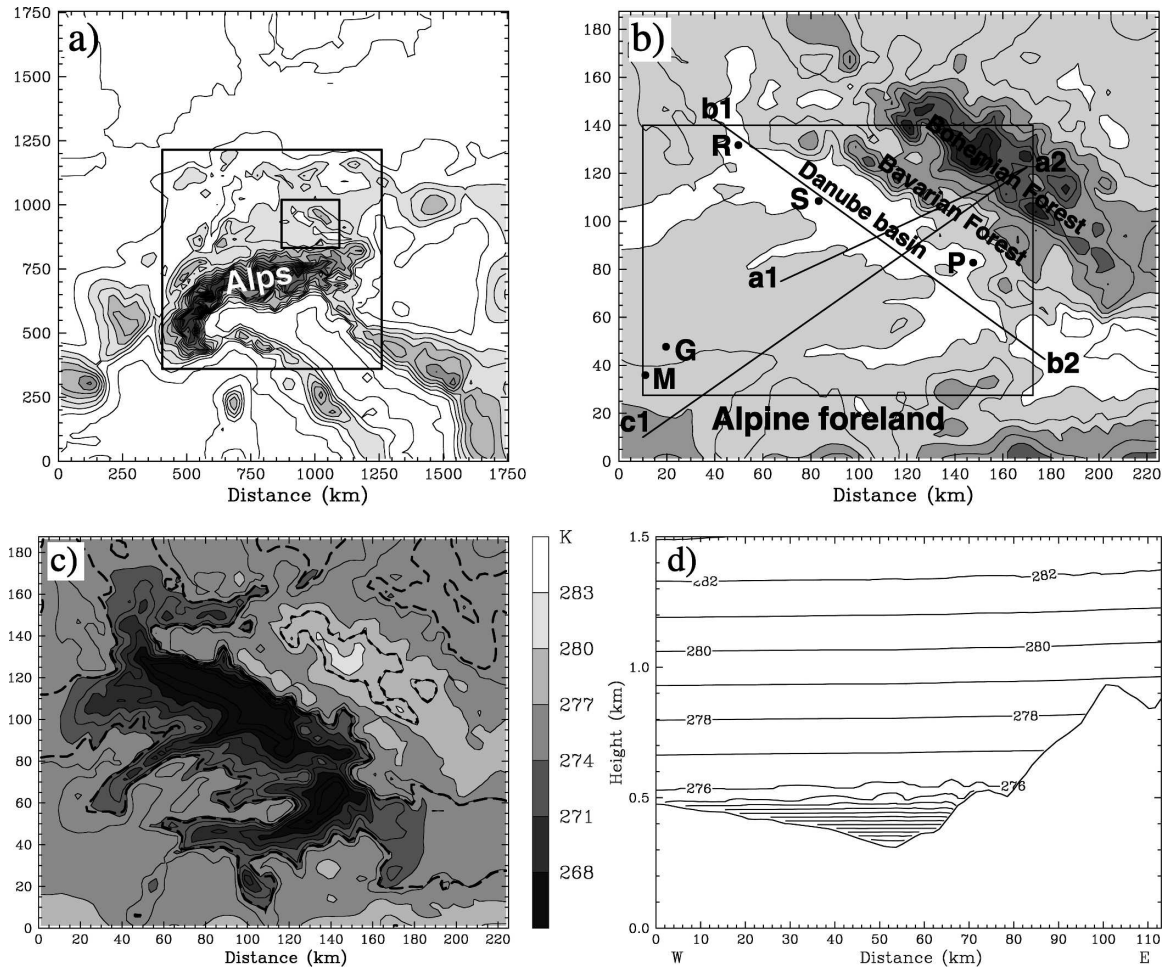 a)
1750
1500
1250
1000
750
500
250
0
Alps
0 250 500 750 1000 1250 1500 1750
Distance (km)
b)
160
140
120
100
80
60
40
20
0
b1
R
Bohemian Forest
a2
S
Danube basin
Bavarian Forest
P
a1
G
M
b2
c1
Alpine foreland
0 20 40 60 80 100 120 140 160 180 200 220
Distance (km)
c)
180
160
140
120
100
80
60
40
20
0
0 20 40 60 80 100 120 140 160 180 200 220
Distance (km)
K
283
280
277
274
271
268
d)
1.5
1.0
0.5
0.0
Height (km)
282 282
280 280
278 278
276 276
0 10 20 30 40 50 60 70 80 90 100 110
W Distance (km) E